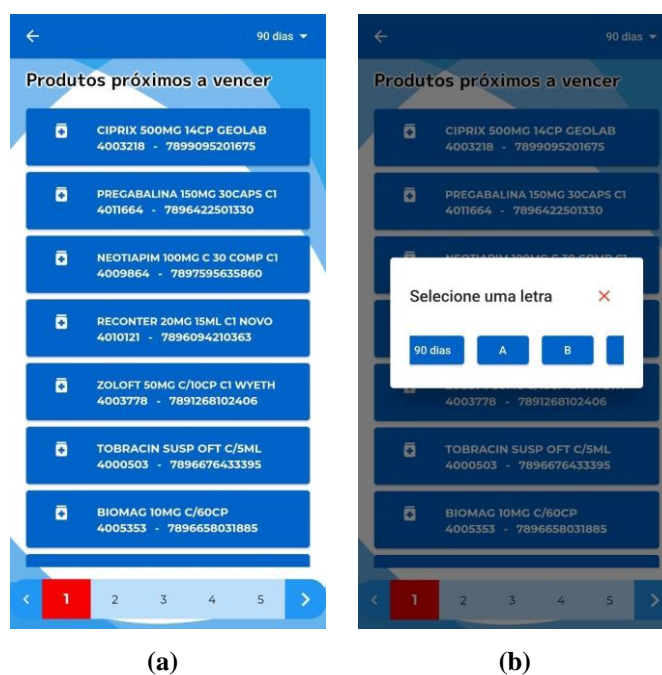 90 dias
Produtos próximos a vencer
CIPRIX 500MG 14CP GEOLAB
4003218 - 7899095201675
PREGABALINA 150MG 30CAPS C1
4011664 - 7896422501330
NEOTIAPIM 100MG C 30 COMP C1
4009864 - 7897595635860
RECONTER 20MG 15ML C1 NOVO
4010121 - 7896094210363
ZOLOFT 50MG C/10CP C1 WYETH
4003778 - 7891268102406
TOBRACIN SUSP OFT C/5ML
4000503 - 7896676433395
BIOMAG 10MG C/60CP
4005353 - 7896658031885
1 2 3 4 5
(a)
90 dias
Produtos próximos a vencer
CIPRIX 500MG 14CP GEOLAB
4003218 - 7899095201675
PREGABALINA 150MG 30CAPS C1
4011664 - 7896422501330
Selecione uma letra
90 dias A B
4003778 - 7891268102406
TOBRACIN SUSP OFT C/5ML
4000503 - 7896676433395
BIOMAG 10MG C/60CP
4005353 - 7896658031885
1 2 3 4 5
(b)